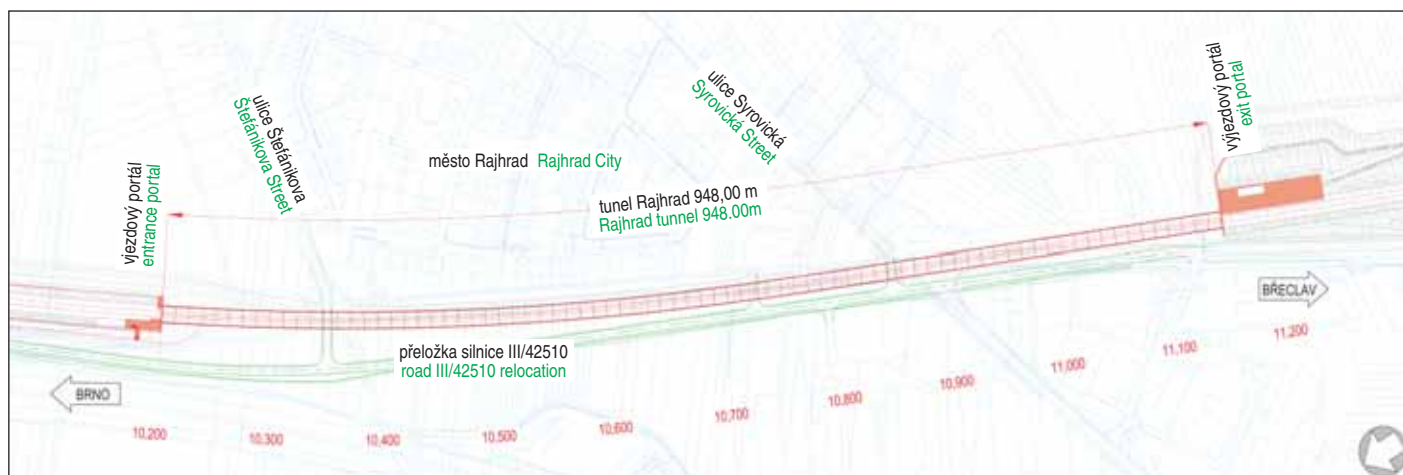 vjezdový portál
entrance portal
ulice Štefánikova
Štefánikova Street
město Rajhrad Rajhrad City
ulice Syrovická
Syrovická Street
tunel Rajhrad 948,00 m
Rajhrad tunnel 948.00m
výjezdový portál
exit portal
BŘECLAV
přeložka silnice III/42510
road III/42510 relocation
BRNO
10,200
10,300
10,400
10,500
10,600
10,700
10,800
10,900
11,000
11,100
11,200